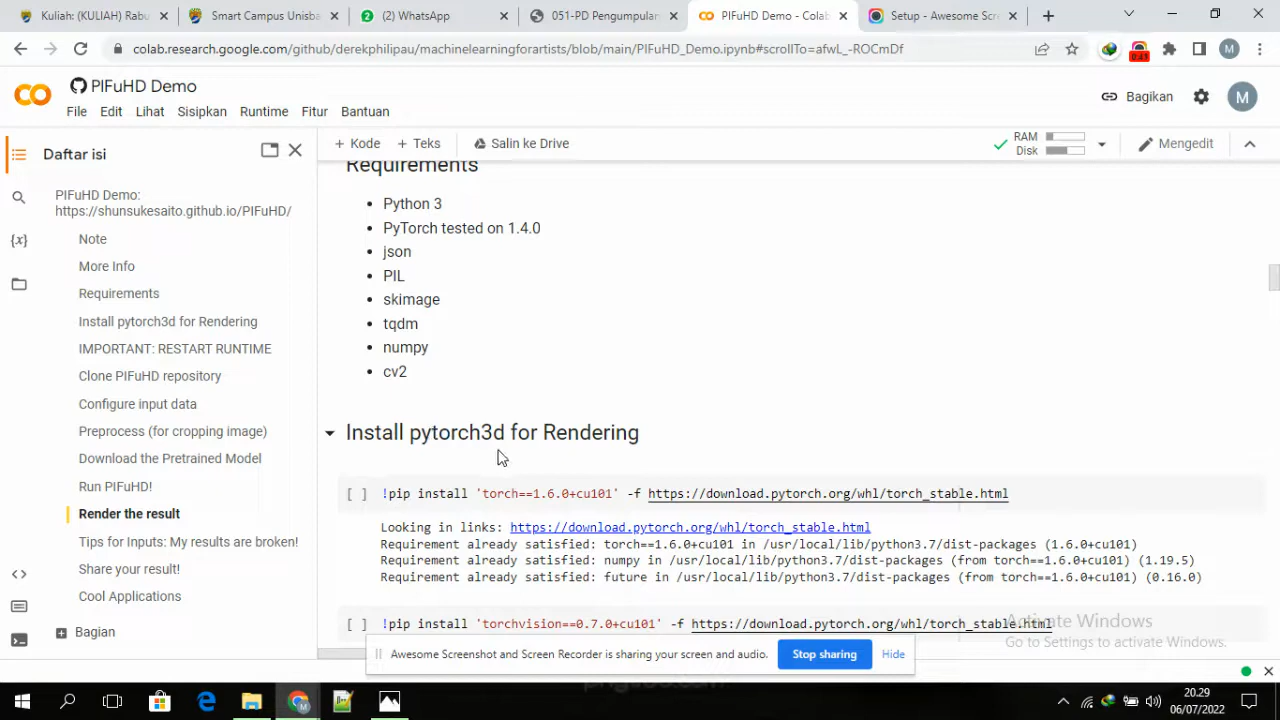 Kuliah: (KULIAH) Rabu
Smart Campus Unisba
(2) WhatsApp
051-PD Pengumpulan
PIFuHD Demo - Colab
Setup - Awesome Scre
colab.research.google.com/github/derekphilipau/machinelearningforartists/blob/main/PIFuHD_Demo.ipynb#scrollTo=afwL_-ROCmDf
0:41
M
PIFuHD Demo
File Edit Lihat Sisipkan Runtime Fitur Bantuan
Bagikan
M
Daftar isi
+ Kode + Teks Salin ke Drive
RAM
Disk
Mengedit
PIFuHD Demo:
https://shunsukesaito.github.io/PIFuHD/
Note
More Info
Requirements
Install pytorch3d for Rendering
IMPORTANT: RESTART RUNTIME
Clone PIFuHD repository
Configure input data
Preprocess (for cropping image)
Download the Pretrained Model
Run PIFuHD!
Render the result
Tips for Inputs: My results are broken!
Share your result!
Cool Applications
Bagian
Requirements
• Python 3
• PyTorch tested on 1.4.0
• json
• PIL
• skimage
• tqdm
• numpy
• cv2
Install pytorch3d for Rendering
[ ] !pip install 'torch==1.6.0+cu101' -f https://download.pytorch.org/whl/torch_stable.html
Looking in links: https://download.pytorch.org/whl/torch_stable.html
Requirement already satisfied: torch==1.6.0+cu101 in /usr/local/lib/python3.7/dist-packages (1.6.0+cu101)
Requirement already satisfied: numpy in /usr/local/lib/python3.7/dist-packages (from torch==1.6.0+cu101) (1.19.5)
Requirement already satisfied: future in /usr/local/lib/python3.7/dist-packages (from torch==1.6.0+cu101) (0.16.0)
[ ] !pip install 'torchvision==0.7.0+cu101' -f https://download.pytorch.org/whl/torch_stable.html
Activate Windows
Go to Settings to activate Windows.
Awesome Screenshot and Screen Recorder is sharing your screen and audio.
Stop sharing
Hide
20.29
06/07/2022